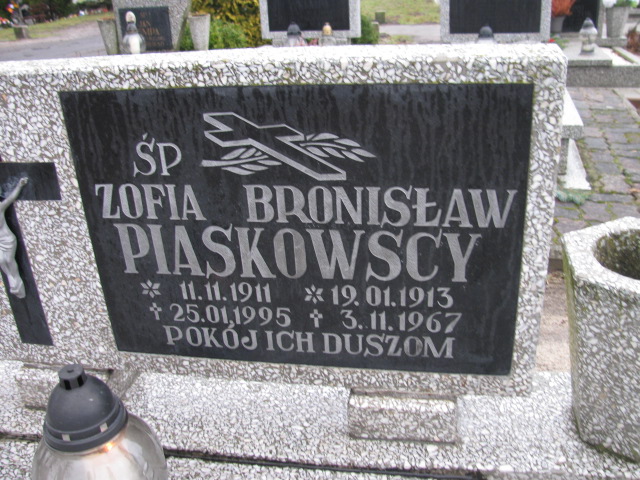 ŚP
ZOFIA BRONISŁAW
PIASKOWSCY
* 11.11.1911 * 19.01.1913
+ 25.01.1995 + 3.11.1967
POKÓJ ICH DUSZOM